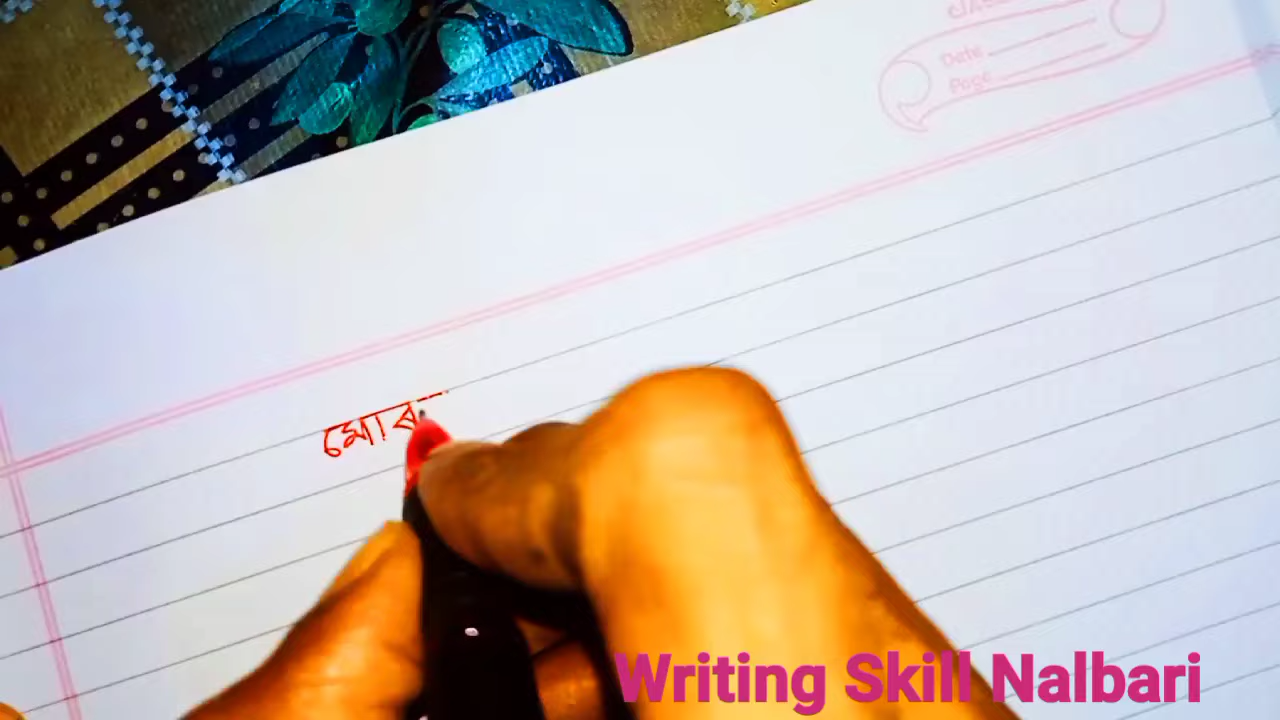 Date
Page
মোৰ
Writing Skill Nalbari